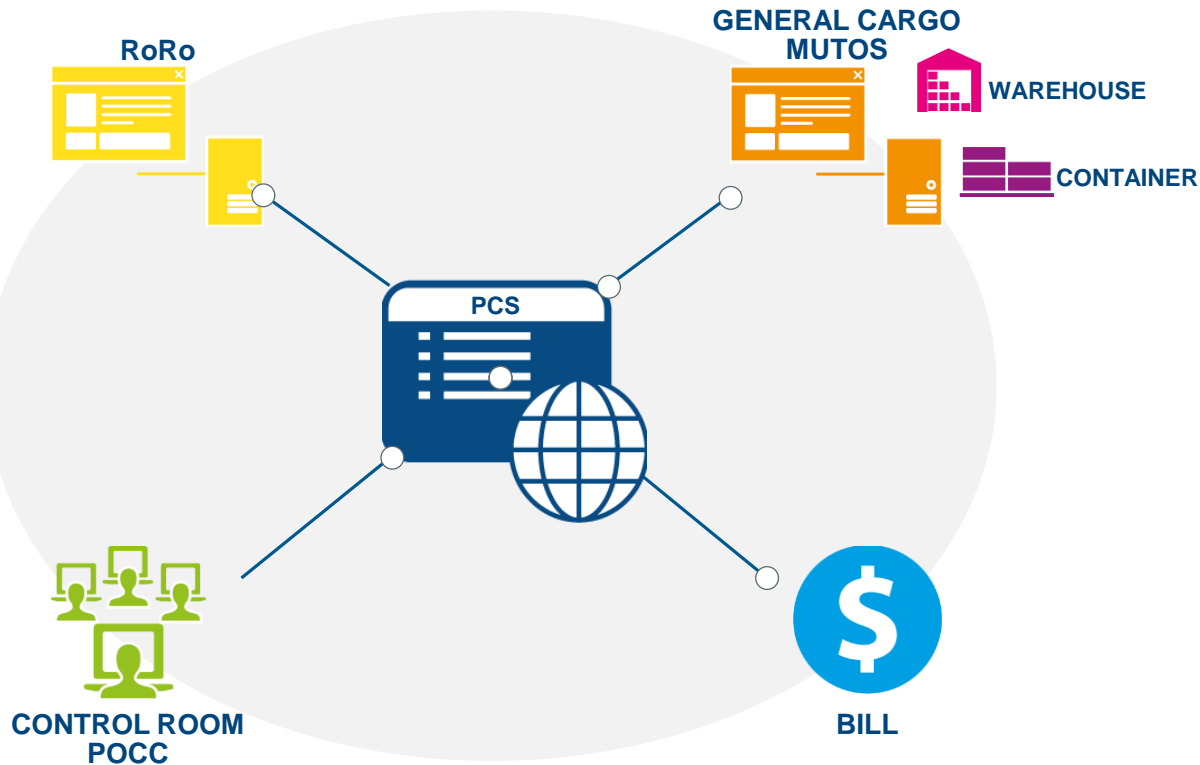 RoRo
GENERAL CARGO
MUTOS
WAREHOUSE
CONTAINER
PCS
$
CONTROL ROOM
POCC
BILL